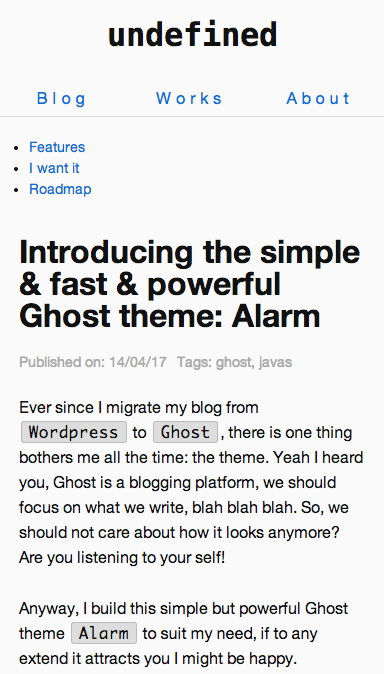 undefined
Blog Works About
Features
I want it
Roadmap
Introducing the simple
& fast & powerful
Ghost theme: Alarm
Published on: 14/04/17 Tags: ghost, javas
Ever since I migrate my blog from
Wordpress to Ghost , there is one thing
bothers me all the time: the theme. Yeah I heard
you, Ghost is a blogging platform, we should
focus on what we write, blah blah blah. So, we
should not care about how it looks anymore?
Are you listening to your self!
Anyway, I build this simple but powerful Ghost
theme Alarm to suit my need, if to any
extend it attracts you I might be happy.